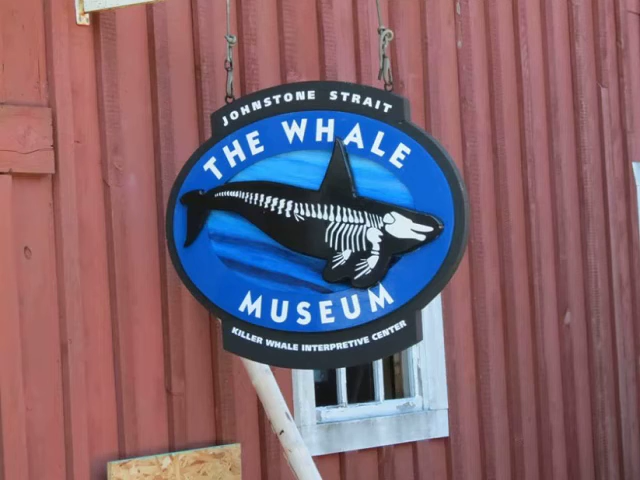 JOHNSTONE STRAIT
THE WHALE
MUSEUM
KILLER WHALE INTERPRETIVE CENTER